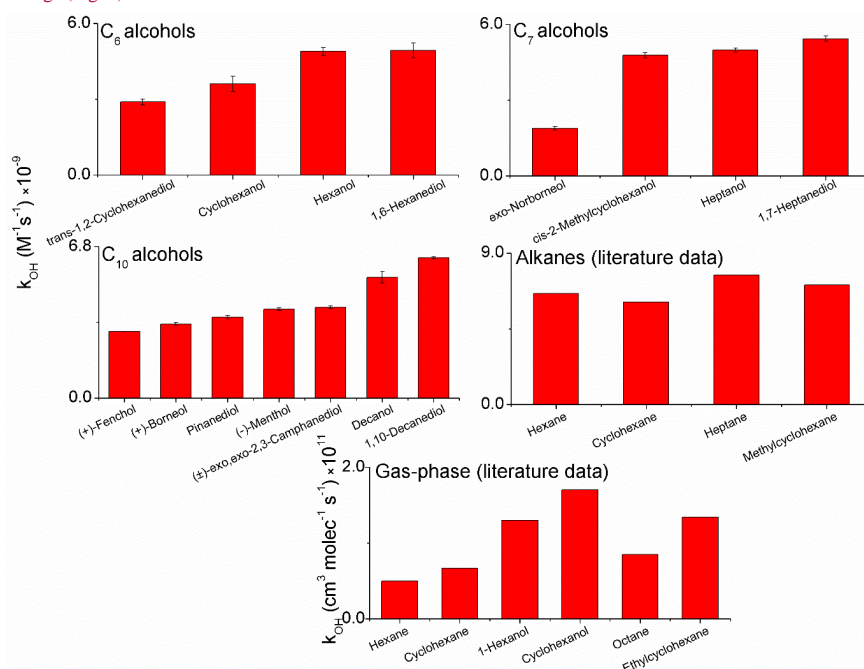 C6 alcohols
6.0
0.0
trans-1,2-Cyclohexanediol
Cyclohexanol
Hexanol
1,6-Hexanediol
C7 alcohols
6.0
0.0
exo-Norborneol
cis-2-Methylcyclohexanol
Heptanol
1,7-Heptanediol
kOH (M-1s-1) ×10-9
C10 alcohols
6.8
0.0
(+)-Fenchol
(+)-Borneol
Pinanediol
(-)-Menthol
(±)-exo,exo-2,3-Camphanediol
Decanol
1,10-Decanediol
Alkanes (literature data)
9.0
0.0
Hexane
Cyclohexane
Heptane
Methylcyclohexane
Gas-phase (literature data)
kOH (cm3 molec-1 s-1) ×1011
2.0
0.0
Hexane
Cyclohexane
1-Hexanol
Cyclohexanol
Octane
Ethylcyclohexane